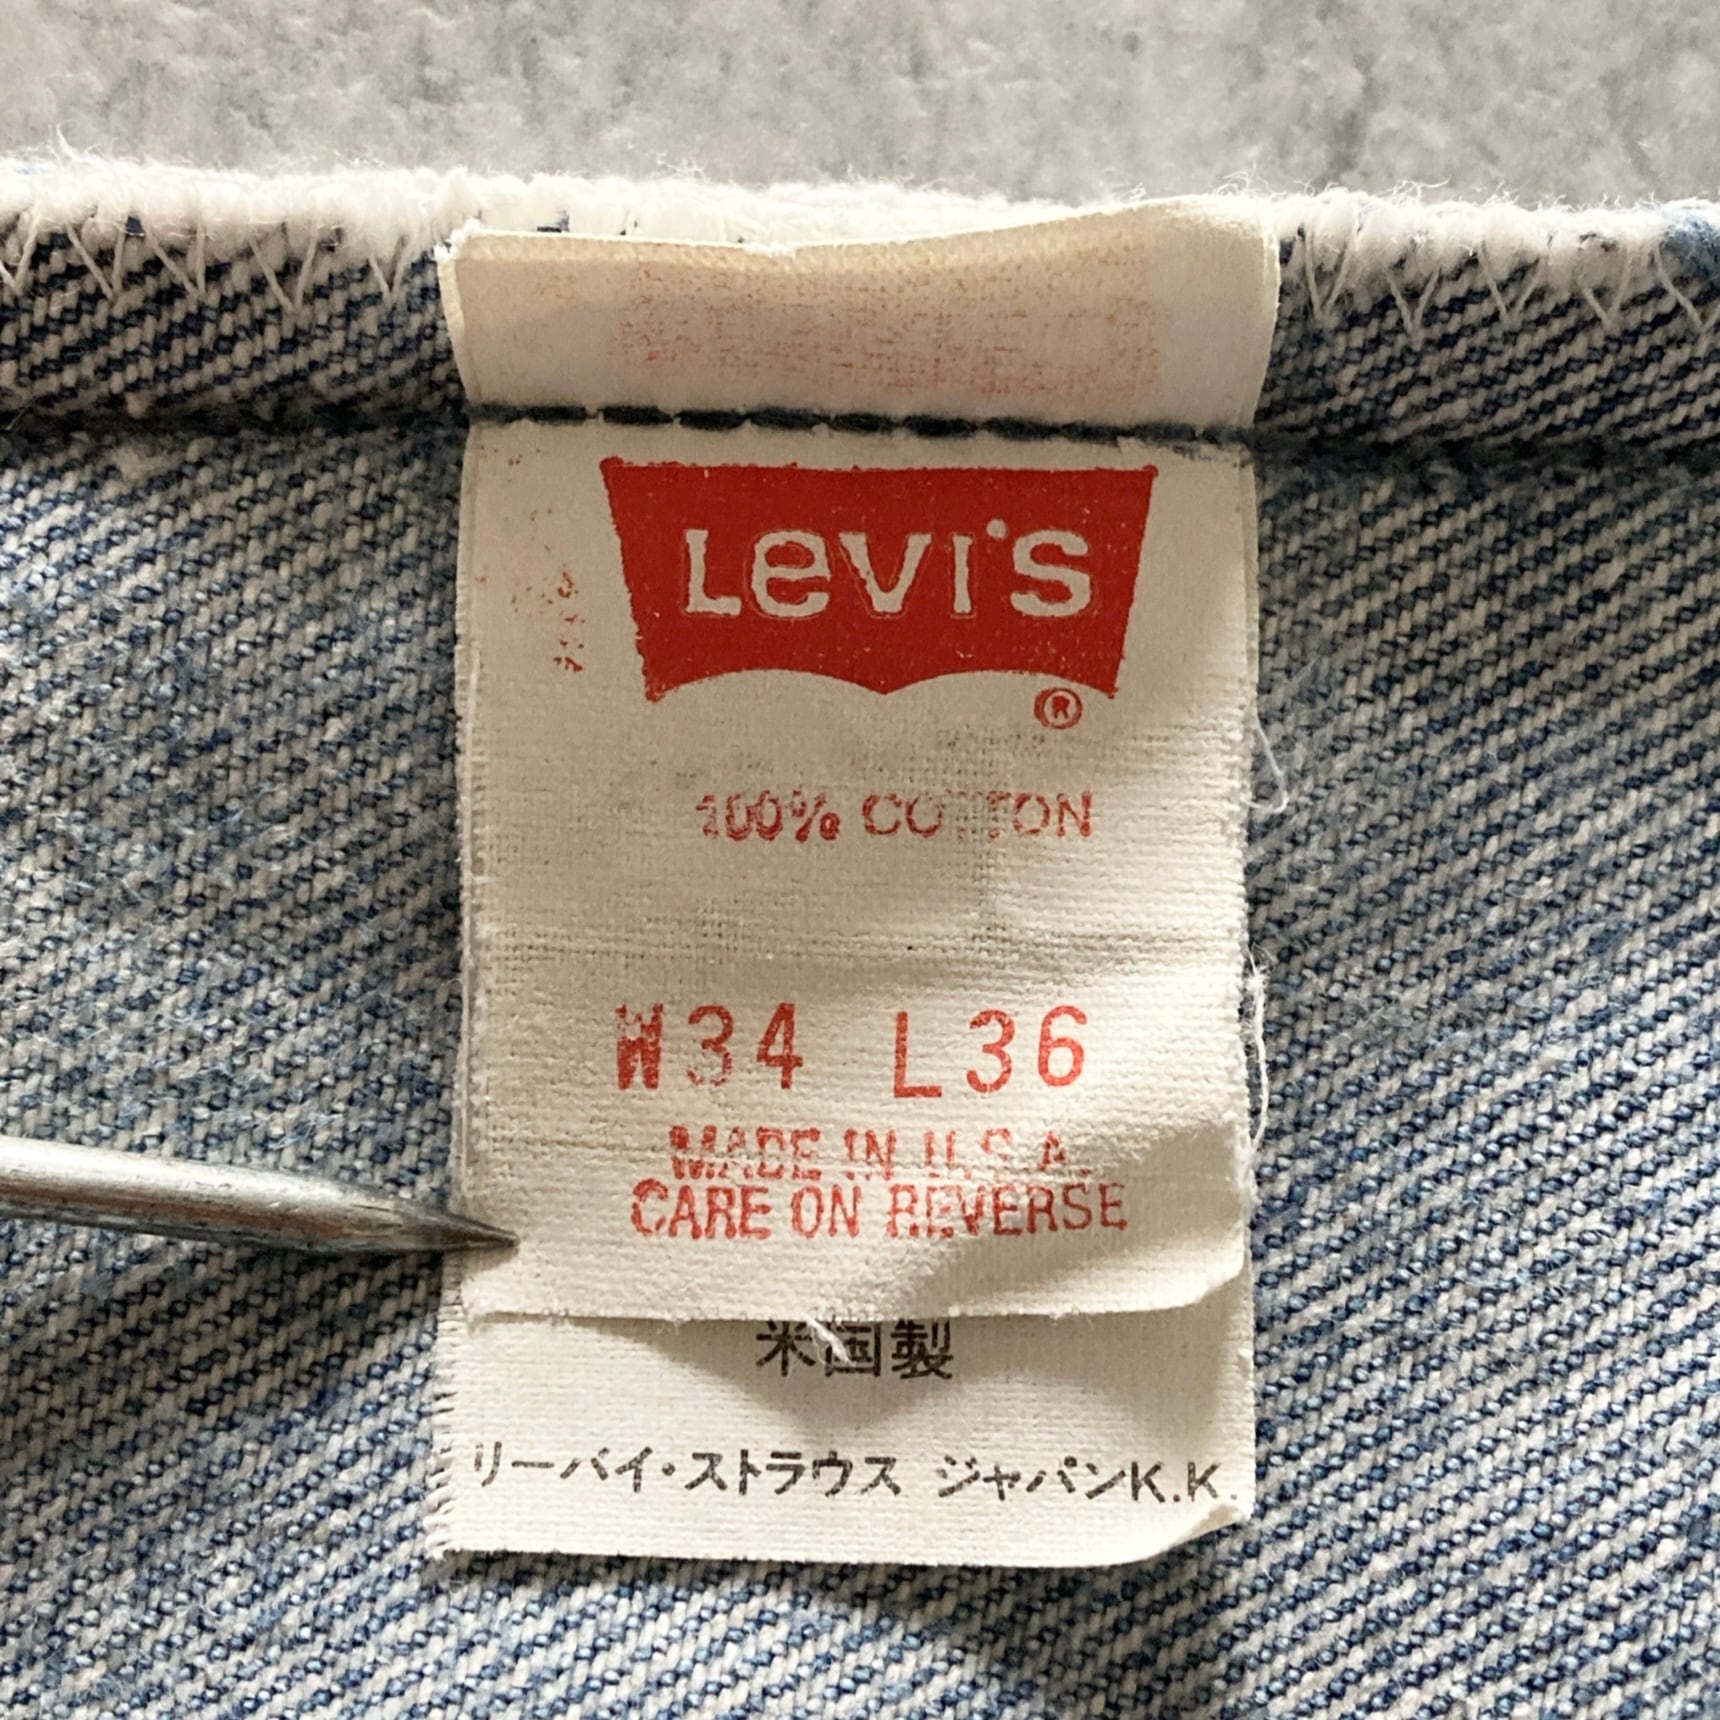 Levi's
®
100% COTTON
W34 L36
MADE IN U.S.A.
CARE ON REVERSE
米国製
リーバイ・ストラウス ジャパンK.K.